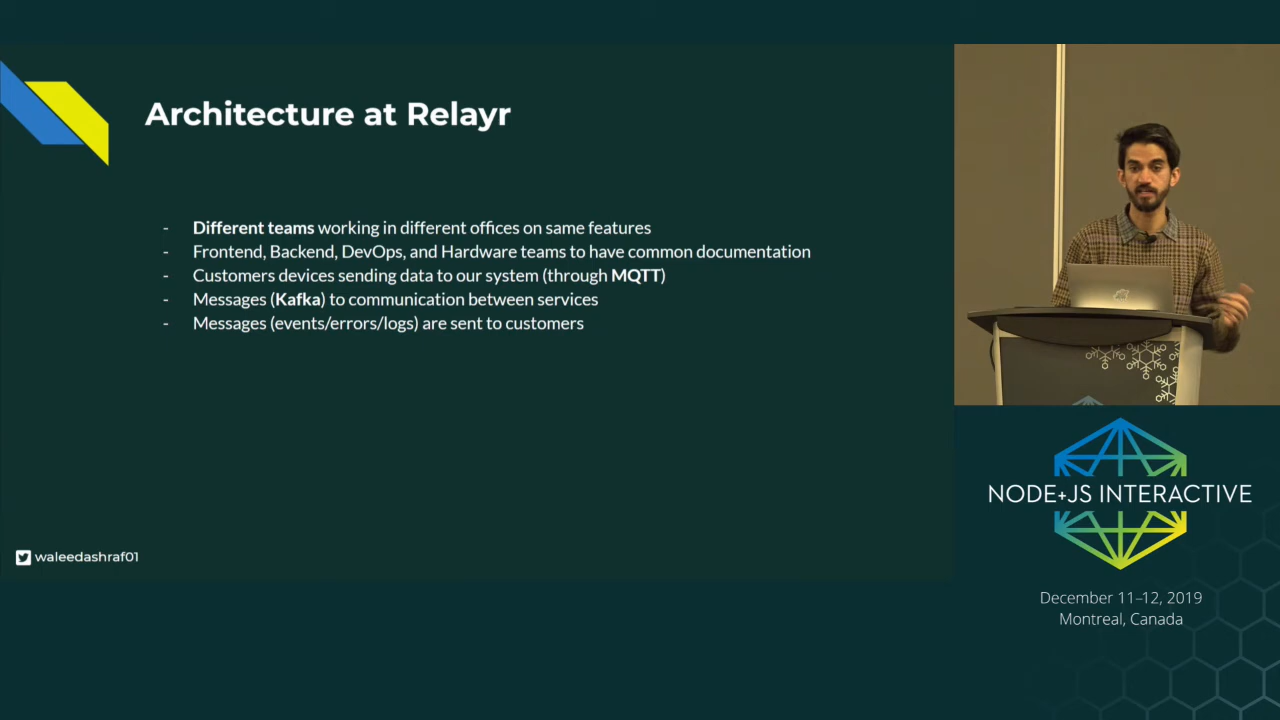 Architecture at Relayr
- Different teams working in different offices on same features
- Frontend, Backend, DevOps, and Hardware teams to have common documentation
- Customers devices sending data to our system (through MQTT)
- Messages (Kafka) to communication between services
- Messages (events/errors/logs) are sent to customers
waleedashraf01
NODE+JS INTERACTIVE
December 11–12, 2019
Montreal, Canada